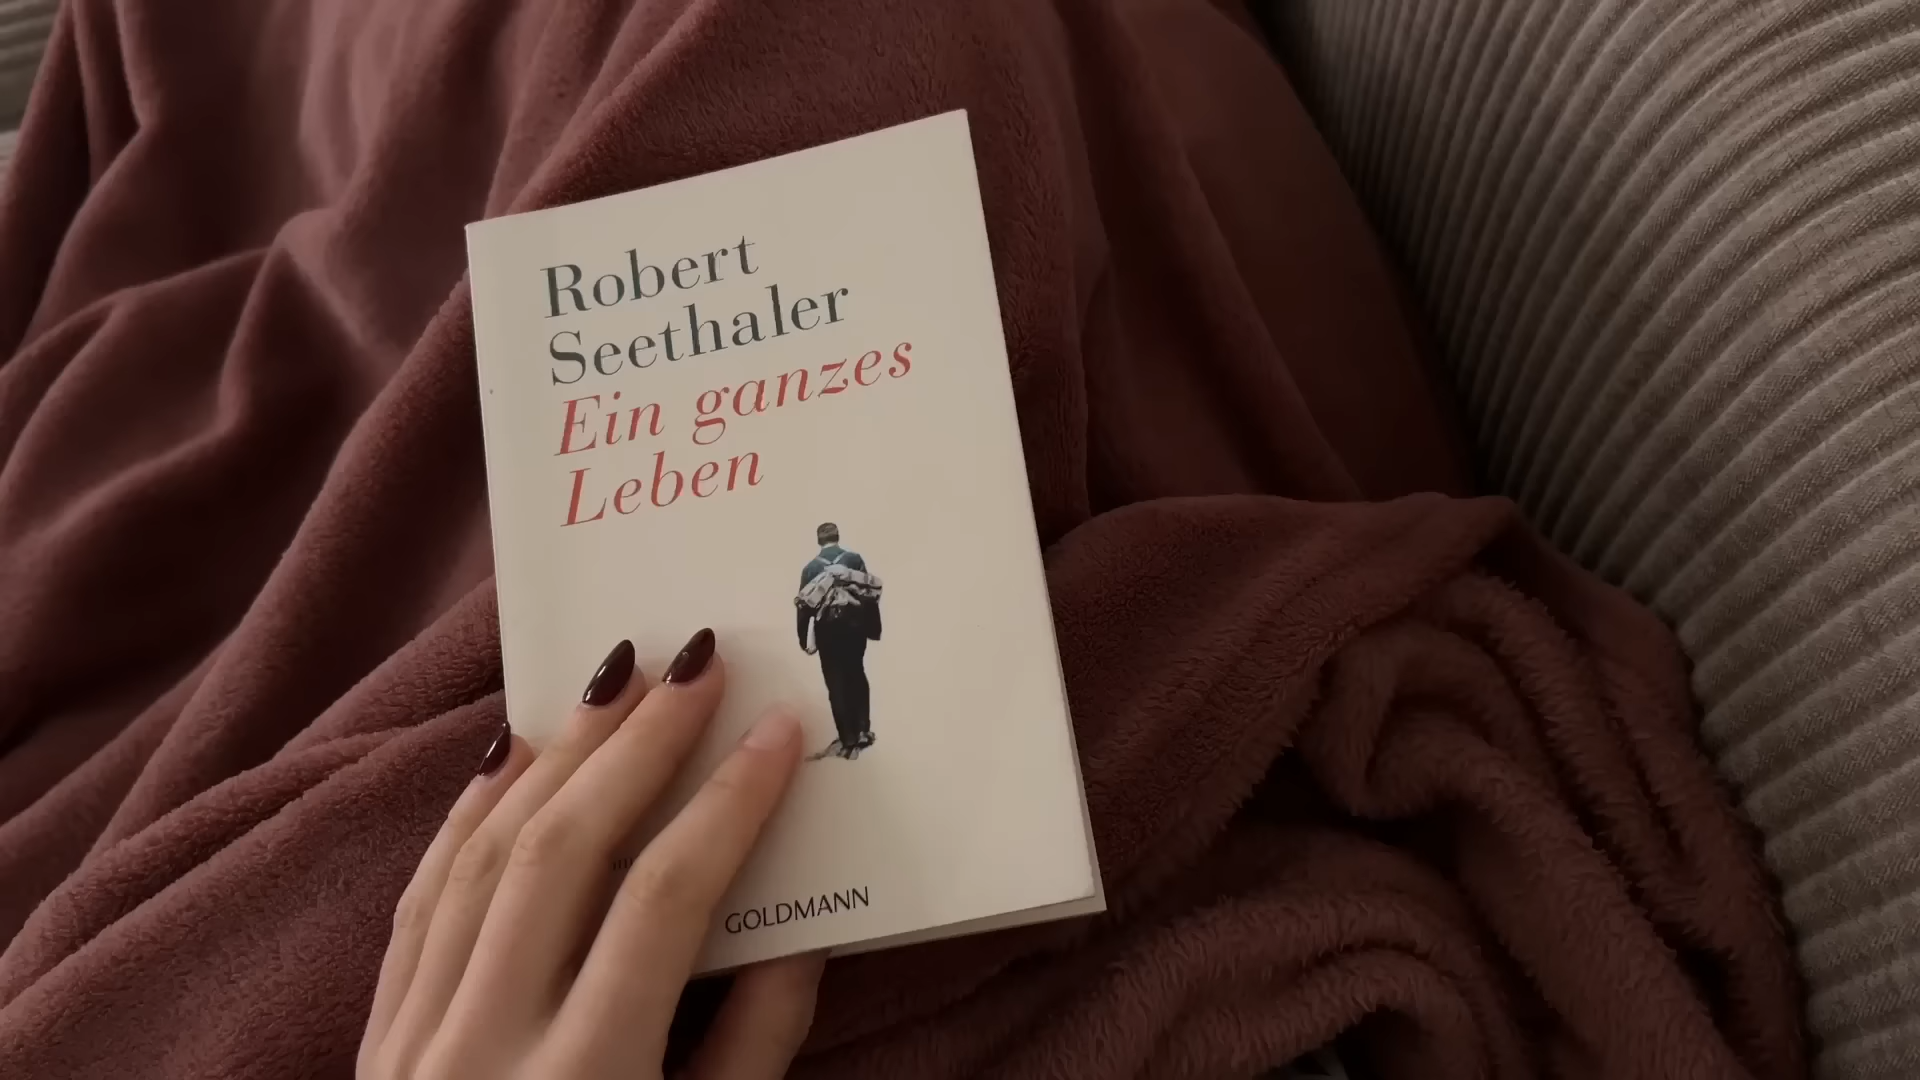 Robert
Seethaler
Ein ganzes
Leben
GOLDMANN